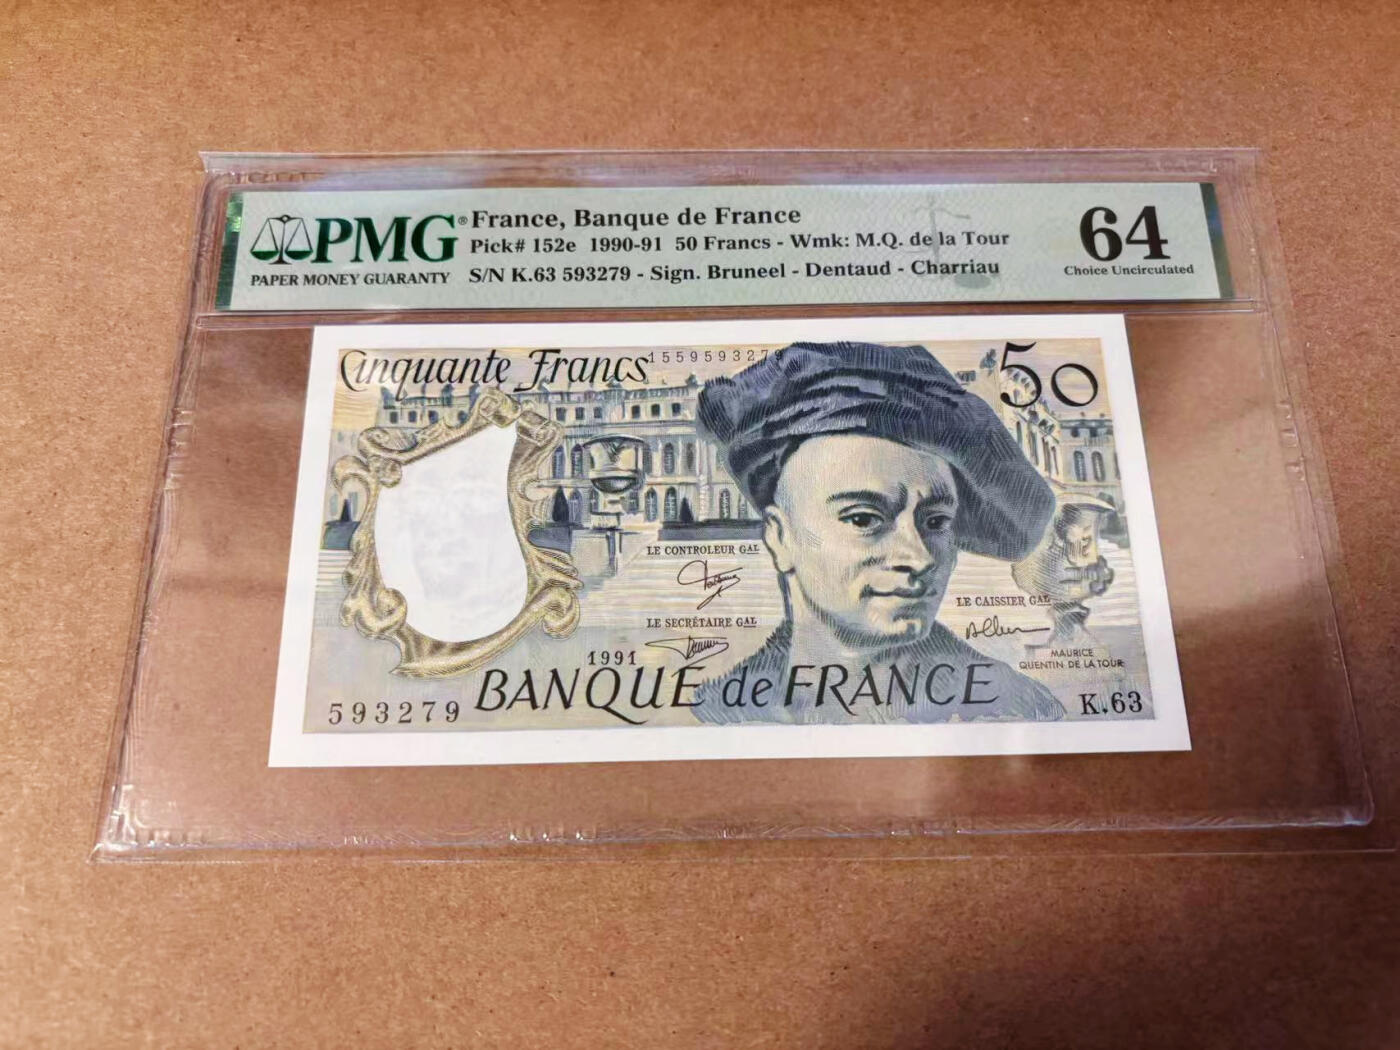 PMG®
PAPER MONEY GUARANTY
France, Banque de France
Pick# 152e 1990-91 50 Francs - Wmk: M.Q. de la Tour
S/N K.63 593279 - Sign. Bruneel - Dentaud - Charriau
64
Choice Uncirculated
Cinquante Francs
1559593279
50
LE CONTROLEUR GAL
LE SECRÉTAIRE GAL
LE CAISSIER GAL
MAURICE
QUENTIN DE LA TOUR
1991
BANQUE de FRANCE
593279
K.63